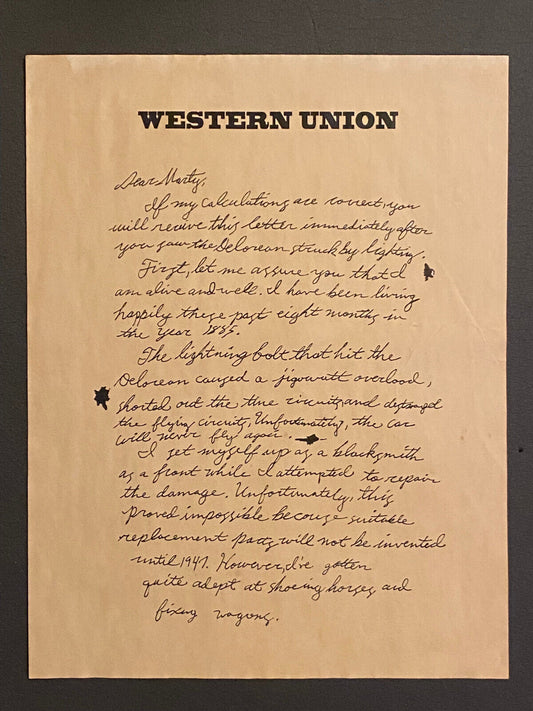 WESTERN UNION
Dear Marty,
If my calculations are correct, you
will receive this letter immediately after
you saw the Delorean struck by lighting.
First, let me assure you that I
am alive and well. I have been living
happily these past eight months in
the year 1885.
The lightning bolt that hit the
Delorean caused a jigowatt overload,
shorted out the time circuits and destroyed
the flying circuits. Unfortunately, the car
will never fly again.
I set myself up as a blacksmith
as a front while I attempted to repair
the damage. Unfortunately, this
proved impossible because suitable
replacement parts will not be invented
until 1947. However, I've gotten
quite adept at shoeing horses and
fixing wagons.